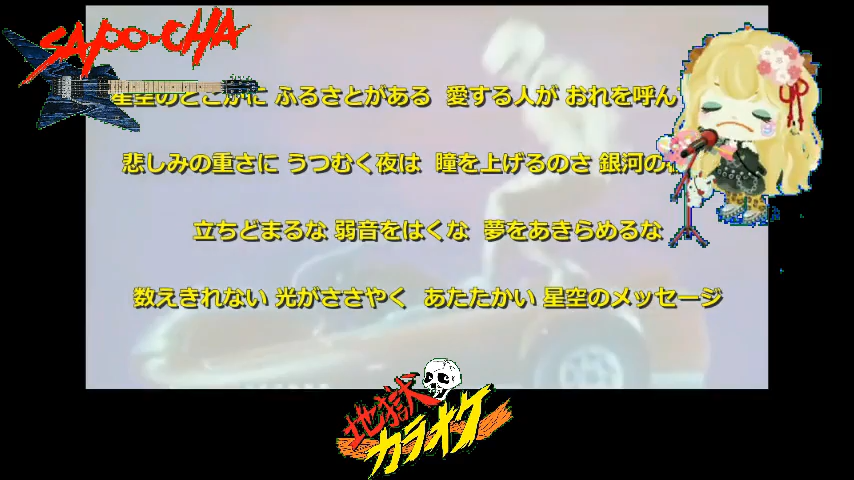 SAPO-CHA
星空のどこかに ふるさとがある 愛する人が おれを呼ん
悲しみの重さに うつむく夜は 瞳を上げるのさ 銀河の
立ちどまるな 弱音をはくな 夢をあきらめるな
数えきれない 光がささやく あたたかい 星空のメッセージ
地獄
カラオケ